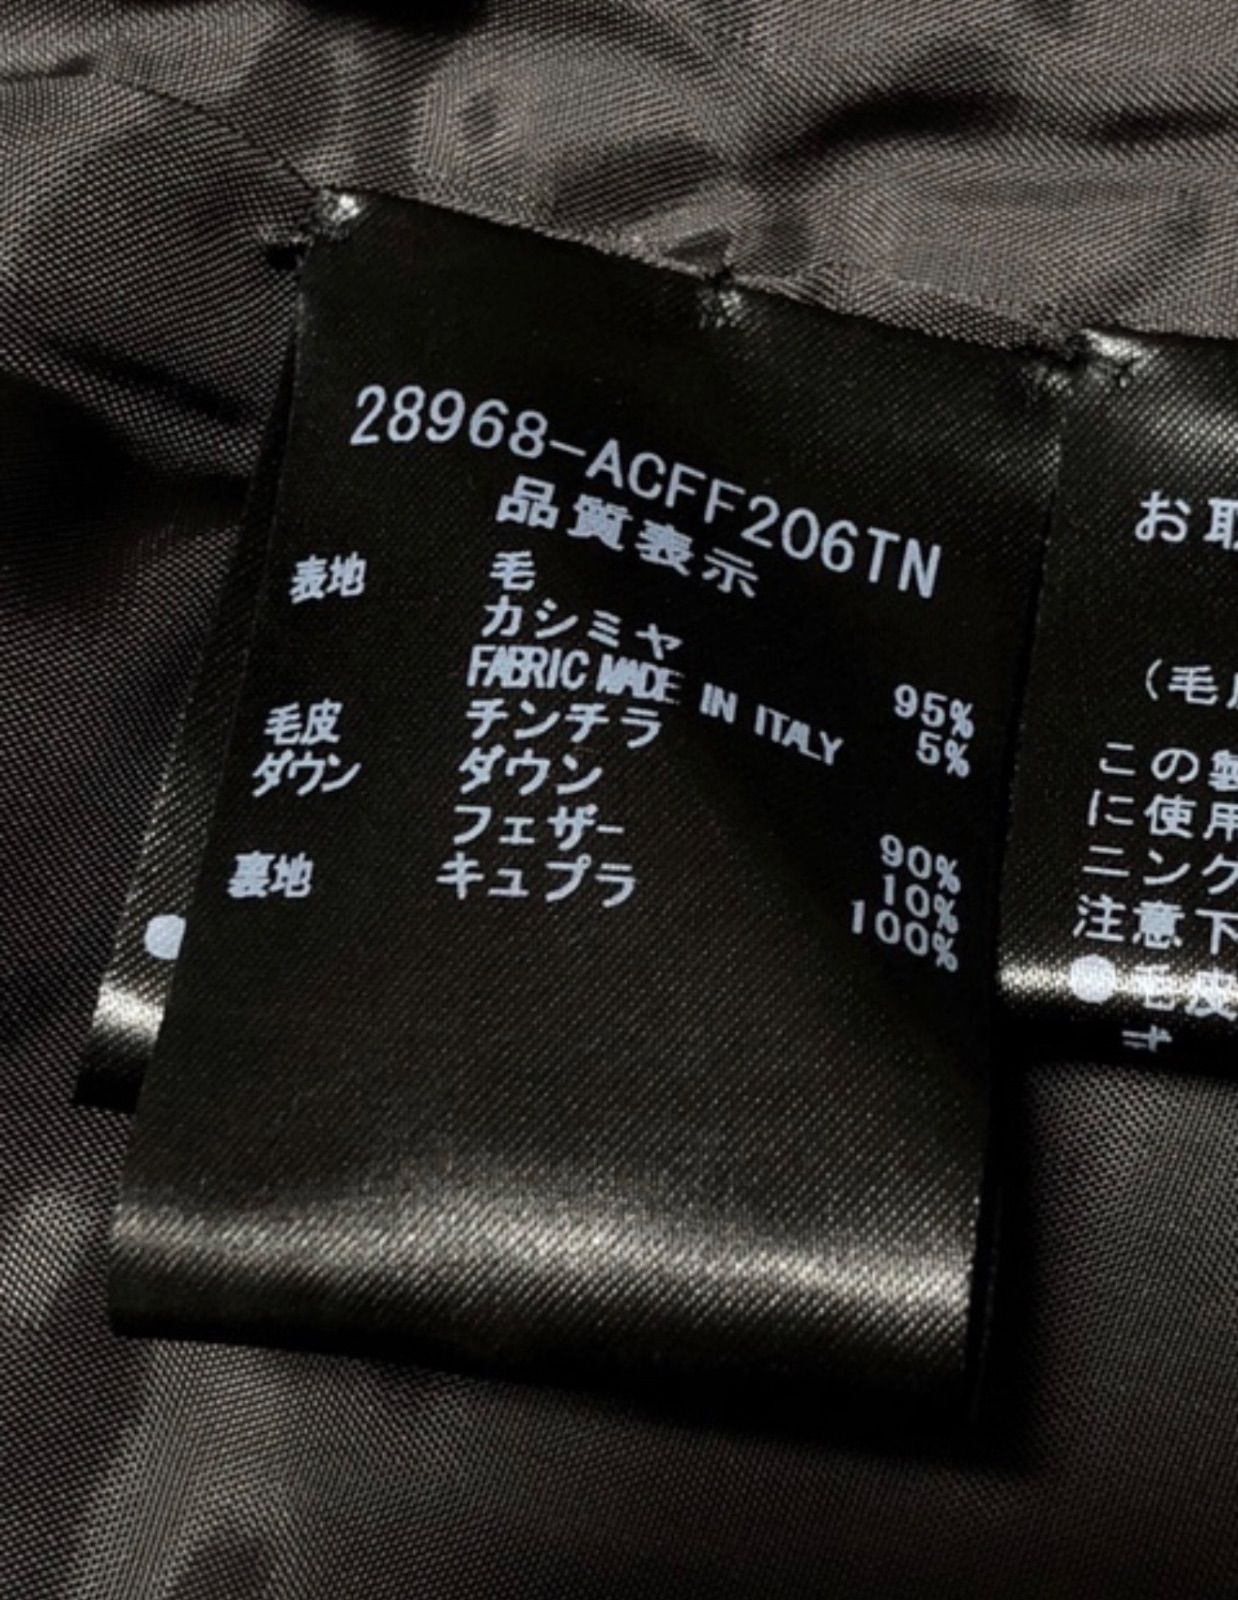 28968-ACFF206TN
品質表示
表地 毛 95%
カシミヤ 5%
FABRIC MADE IN ITALY
毛皮 チンチラ
ダウン ダウン 90%
フェザー 10%
裏地 キュプラ 100%
お取
(毛皮
この製
に使用
ニング
注意下
●毛皮